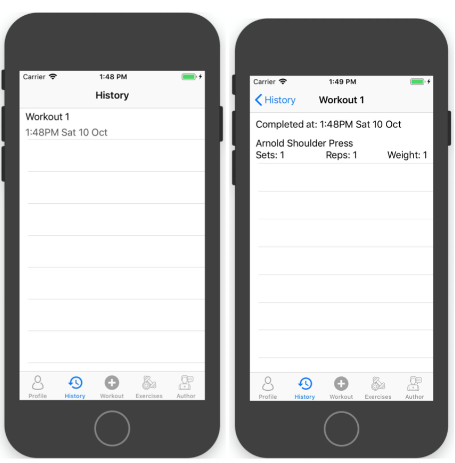 Carrier 1:48 PM
History
Workout 1
1:48PM Sat 10 Oct
Profile History Workout Exercises Author
Carrier 1:49 PM
History Workout 1
Completed at: 1:48PM Sat 10 Oct
Arnold Shoulder Press
Sets: 1 Reps: 1 Weight: 1
Profile History Workout Exercises Author